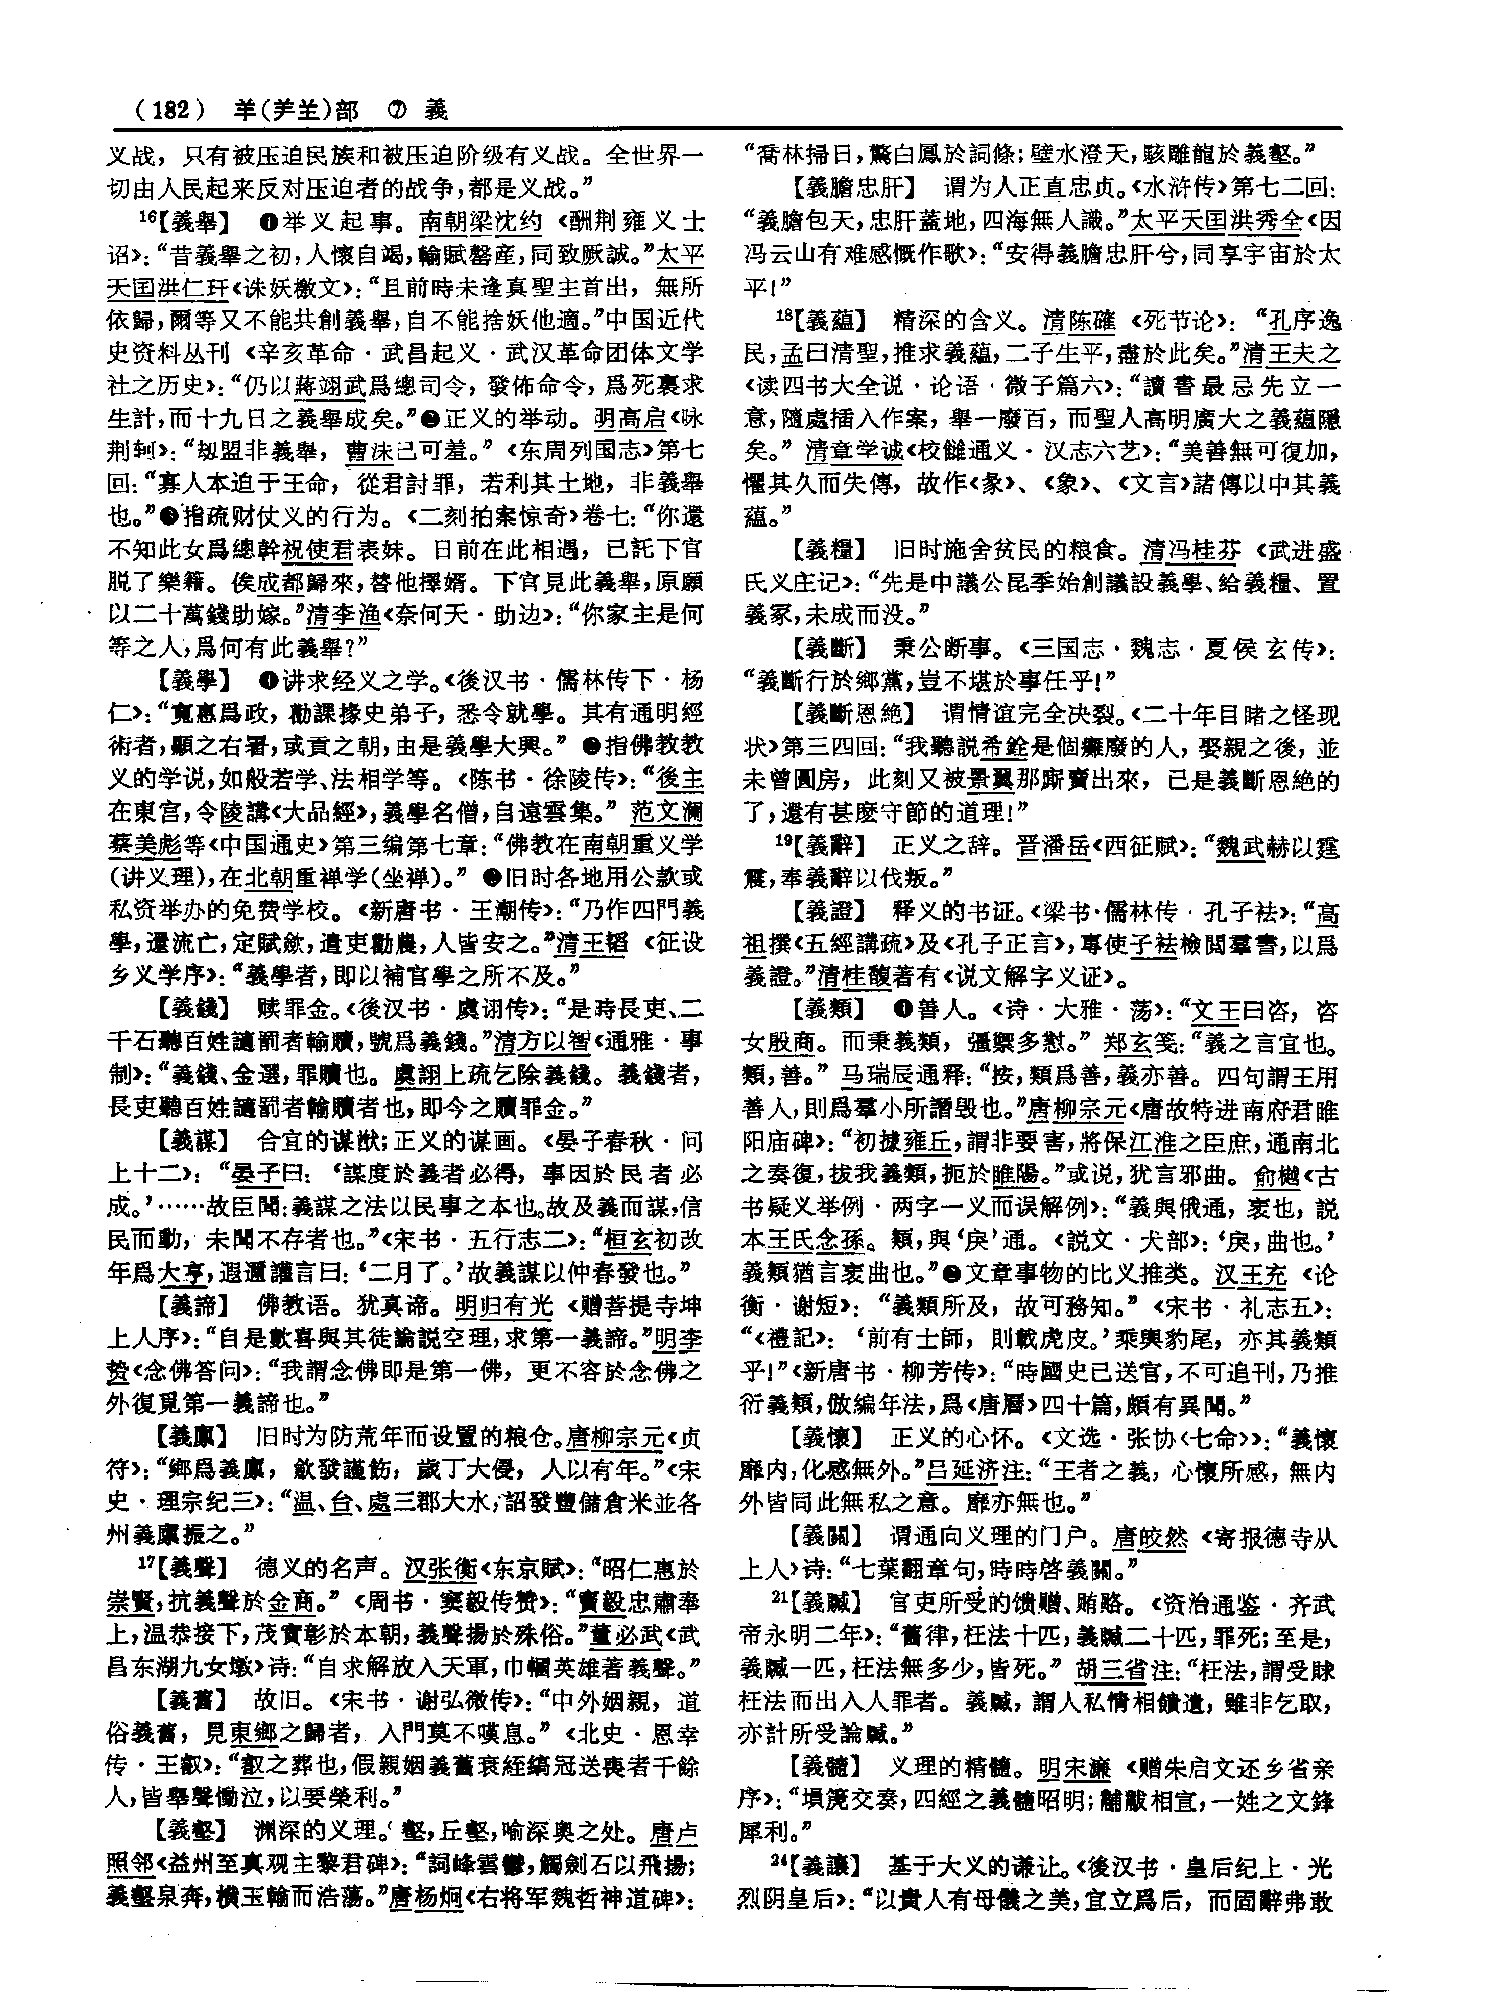 （182） 羊(⺶𦍌)部 ⑦ 義
义战，只有被压迫民族和被压迫阶级有义战。全世界一
切由人民起来反对压迫者的战争，都是义战。”
16【義舉】 ❶举义起事。南朝梁沈约《酬荆雍义士
诏》：“昔義舉之初，人懷自竭，輸賦罄産，同致厥誠。”太平
天囯洪仁玕《诛妖檄文》：“且前時未逢真聖主首出，無所
依歸，爾等又不能共創義舉，自不能捨妖他適。”中国近代
史资料丛刊《辛亥革命·武昌起义·武汉革命团体文学
社之历史》：“仍以蔣翊武爲總司令，發佈命令，爲死裏求
生計，而十九日之義舉成矣。”❷正义的举动。明高启《咏
荆轲》：“刼盟非義舉，曹沬已可羞。”《东周列国志》第七
回：“寡人本迫于王命，從君討罪，若利其土地，非義舉
也。”❸指疏财仗义的行为。《二刻拍案惊奇》卷七：“你還
不知此女爲總幹祝使君表妹。日前在此相遇，已託下官
脱了樂籍。俟成都歸來，替他擇婿。下官見此義舉，原願
以二十萬錢助嫁。”清李渔《奈何天·助边》：“你家主是何
等之人，爲何有此義舉？”
【義學】 ❶讲求经义之学。《後汉书·儒林传下·杨
仁》：“寬惠爲政，勸課掾史弟子，悉令就學。其有通明經
術者，顯之右署，或貢之朝，由是義學大興。”❷指佛教教
义的学说，如般若学、法相学等。《陈书·徐陵传》：“後主
在東宫，令陵講《大品經》，義學名僧，自遠雲集。”范文澜
蔡美彪等《中国通史》第三编第七章：“佛教在南朝重义学
（讲义理），在北朝重禅学（坐禅）。”❸旧时各地用公款或
私资举办的免费学校。《新唐书·王潮传》：“乃作四門義
學，還流亡，定賦斂，遣吏勸農，人皆安之。”清王韬《征设
乡义学序》：“義學者，即以補官學之所不及。”
【義錢】 赎罪金。《後汉书·虞诩传》：“是時長吏、二
千石聽百姓讁罰者輸贖，號爲義錢。”清方以智《通雅·事
制》：“義錢、金選，罪贖也。虞詡上疏乞除義錢。義錢者，
長吏聽百姓讁罰者輸贖者也，即今之贖罪金。”
【義謀】 合宜的谋猷；正义的谋画。《晏子春秋·问
上十二》：“晏子曰：‘謀度於義者必得，事因於民者必
成。’……故臣聞：義謀之法以民事之本也。故及義而謀，信
民而動，未聞不存者也。”《宋书·五行志二》：“桓玄初改
年爲大亨，遐邇讙言曰：‘二月了。’故義謀以仲春發也。”
【義諦】 佛教语。犹真谛。明归有光《赠菩提寺坤
上人序》：“自是數喜與其徒論説空理，求第一義諦。”明李
贽《念佛答问》：“我謂念佛即是第一佛，更不容於念佛之
外復覓第一義諦也。”
【義廪】 旧时为防荒年而设置的粮仓。唐柳宗元《贞
符》：“鄉爲義廪，斂發謹飭，歲丁大侵，人以有年。”《宋
史·理宗纪三》：“温、台、處三郡大水，詔發豐儲倉米並各
州義廪振之。”
17【義聲】 德义的名声。汉张衡《东京赋》：“昭仁惠於
崇賢，抗義聲於金商。”《周书·窦毅传赞》：“竇毅忠肅奉
上，温恭接下，茂實彰於本朝，義聲揚於殊俗。”董必武《武
昌东湖九女墩》诗：“自求解放入天軍，巾幗英雄著義聲。”
【義舊】 故旧。《宋书·谢弘微传》：“中外姻親，道
俗義舊，見東鄉之歸者，入門莫不嘆息。”《北史·恩幸
传·王叡》：“叡之葬也，假親姻義舊衰絰縞冠送喪者千餘
人，皆舉聲慟泣，以要榮利。”
【義壑】 渊深的义理。壑，丘壑，喻深奥之处。唐卢
照邻《益州至真观主黎君碑》：“詞峰雲鬱，觸劍石以飛揚；
義壑泉奔，横玉輪而浩蕩。”唐杨炯《右将军魏哲神道碑》：
“喬林掃日，驚白鳳於詞條；壁水澄天，駭雕龍於義壑。”
【義膽忠肝】 谓为人正直忠贞。《水浒传》第七二回：
“義膽包天，忠肝蓋地，四海無人識。”太平天囯洪秀全《因
冯云山有难感慨作歌》：“安得義膽忠肝兮，同享宇宙於太
平！”
18【義藴】 精深的含义。清陈確《死节论》：“孔序逸
民，孟曰清聖，推求義藴，二子生平，盡於此矣。”清王夫之
《读四书大全说·论语·微子篇六》：“讀書最忌先立一
意，隨處插入作案，舉一廢百，而聖人高明廣大之義藴隱
矣。”清章学诚《校雠通义·汉志六艺》：“美善無可復加，
懼其久而失傳，故作《彖》、《象》、《文言》諸傳以申其義
藴。”
【義糧】 旧时施舍贫民的粮食。清冯桂芬《武进盛
氏义庄记》：“先是中議公昆季始創議設義學、給義糧、置
義冢，未成而没。”
【義斷】 秉公断事。《三国志·魏志·夏侯玄传》：
“義斷行於鄉黨，豈不堪於事任乎！”
【義斷恩絶】 谓情谊完全决裂。《二十年目睹之怪现
状》第三四回：“我聽説希銓是個癱廢的人，娶親之後，並
未曾圓房，此刻又被景翼那廝賣出來，已是義斷恩絶的
了，還有甚麽守節的道理！”
19【義辭】 正义之辞。晋潘岳《西征赋》：“魏武赫以霆
震，奉義辭以伐叛。”
【義證】 释义的书证。《梁书·儒林传·孔子袪》：“高
祖撰《五經講疏》及《孔子正言》，專使子袪檢閲羣書，以爲
義證。”清桂馥著有《说文解字义证》。
【義類】 ❶善人。《诗·大雅·荡》：“文王曰咨，咨
女殷商。而秉義類，彊禦多懟。”郑玄笺：“義之言宜也。
類，善。”马瑞辰通释：“按，類爲善，義亦善。四句謂王用
善人，則爲羣小所譖毁也。”唐柳宗元《唐故特进南府君睢
阳庙碑》：“初據雍丘，謂非要害，將保江淮之臣庶，通南北
之奏復，拔我義類，扼於睢陽。”或说，犹言邪曲。俞樾《古
书疑义举例·两字一义而误解例》：“義與俄通，衺也，説
本王氏念孫。類，與‘戾’通。《説文·犬部》：‘戾，曲也。’
義類猶言衺曲也。”❷文章事物的比义推类。汉王充《论
衡·谢短》：“義類所及，故可務知。”《宋书·礼志五》：
“《禮記》：‘前有士師，則載虎皮。’乘輿豹尾，亦其義類
乎！”《新唐书·柳芳传》：“時國史已送官，不可追刊，乃推
衍義類，倣編年法，爲《唐曆》四十篇，頗有異聞。”
【義懷】 正义的心怀。《文选·张协〈七命〉》：“義懷
靡内，化感無外。”吕延济注：“王者之義，心懷所感，無内
外皆同此無私之意。靡亦無也。”
【義關】 谓通向义理的门户。唐皎然《寄报德寺从
上人》诗：“七葉翻章句，時時啓義關。”
21【義贓】 官吏所受的馈赠、贿赂。《资治通鉴·齐武
帝永明二年》：“舊律，枉法十匹，義贓二十匹，罪死；至是，
義贓一匹，枉法無多少，皆死。”胡三省注：“枉法，謂受賕
枉法而出入人罪者。義贓，謂人私情相饋遺，雖非乞取，
亦計所受論贓。”
【義髓】 义理的精髓。明宋濂《赠朱启文还乡省亲
序》：“塤箎交奏，四經之義髓昭明；黼黻相宜，一姓之文鋒
犀利。”
24【義讓】 基于大义的谦让。《後汉书·皇后纪上·光
烈阴皇后》：“以貴人有母儀之美，宜立爲后，而固辭弗敢